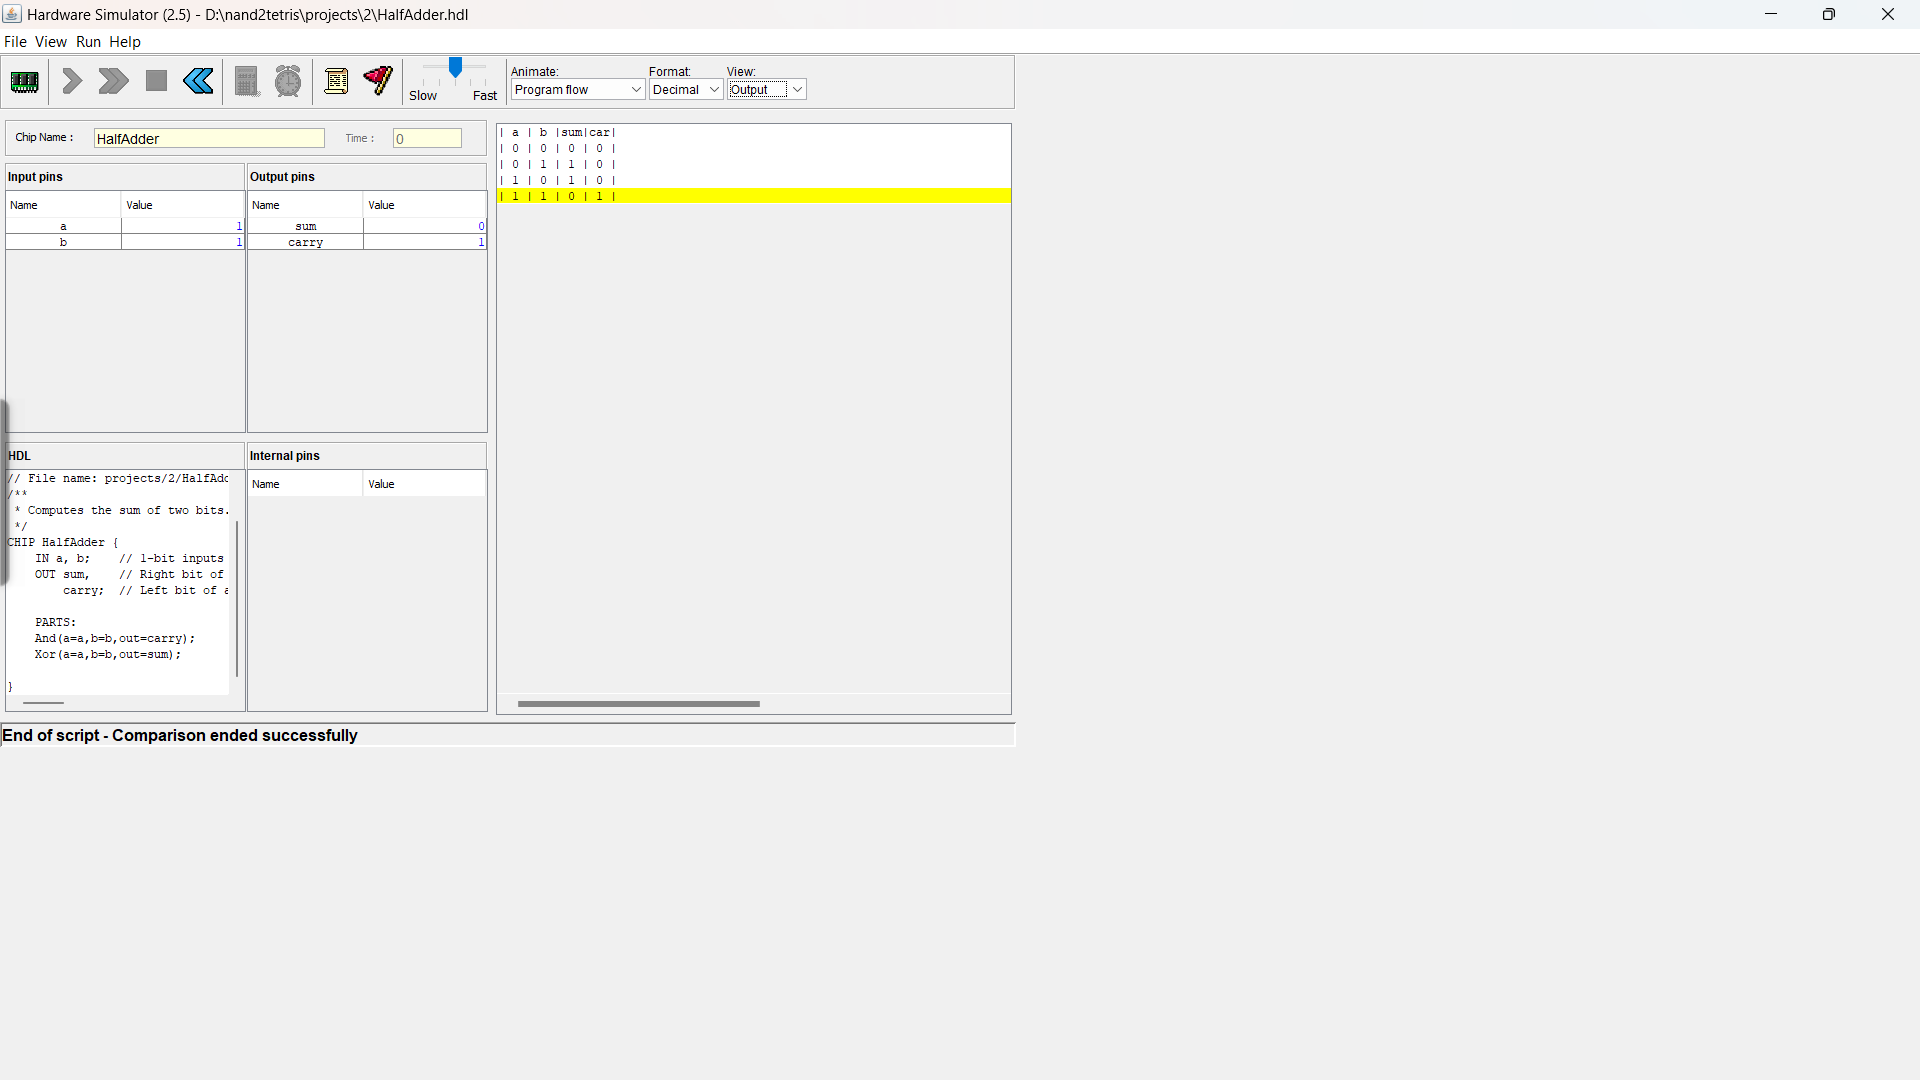 Hardware Simulator (2.5) - D:\nand2tetris\projects\2\HalfAdder.hdl
File View Run Help
Animate: Format: View:
Slow Fast Program flow Decimal Output
Chip Name : HalfAdder Time : 0
Input pins
Name Value
a 1
b 1
Output pins
Name Value
sum 0
carry 1
| a | b |sum|car|
| 0 | 0 | 0 | 0 |
| 0 | 1 | 1 | 0 |
| 1 | 0 | 1 | 0 |
| 1 | 1 | 0 | 1 |
HDL
// File name: projects/2/HalfAdd
/**
* Computes the sum of two bits.
*/
CHIP HalfAdder {
IN a, b; // 1-bit inputs
OUT sum, // Right bit of
carry; // Left bit of a
PARTS:
And(a=a,b=b,out=carry);
Xor(a=a,b=b,out=sum);
}
Internal pins
Name Value
End of script - Comparison ended successfully